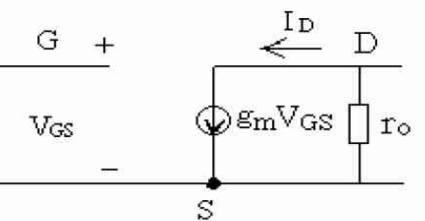 G + I_D D
V_GS g_mV_GS r_o
−
S